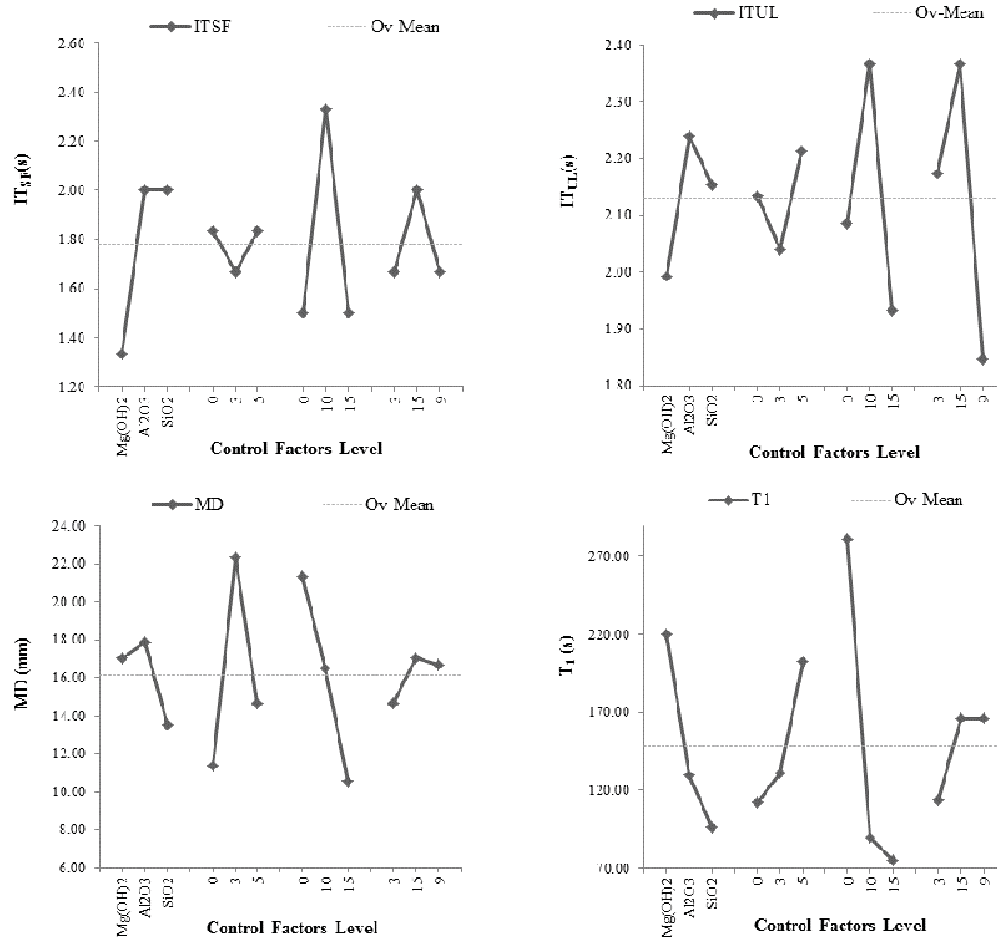 ITSF Ov Mean
2.60
2.40
2.20
2.00
1.80
1.60
1.40
1.20
ITSF(s)
Mg(OH)2 Al2O3 SiO2 0 3 5 0 10 15 3 15 9
Control Factors Level
ITUL Ov-Mean
2.40
2.30
2.20
2.10
2.00
1.90
1.80
ITUL(s)
Mg(OH)2 Al2O3 SiO2 0 3 5 0 10 15 3 15 9
Control Factors Level
MD Ov Mean
24.00
22.00
20.00
18.00
16.00
14.00
12.00
10.00
8.00
6.00
MD (mm)
Mg(OH)2 Al2O3 SiO2 0 3 5 0 10 15 3 15 9
Control Factors Level
T1 Ov Mean
270.00
220.00
170.00
120.00
70.00
T1 (s)
Mg(OH)2 Al2O3 SiO2 0 3 5 0 10 15 3 15 9
Control Factors Level